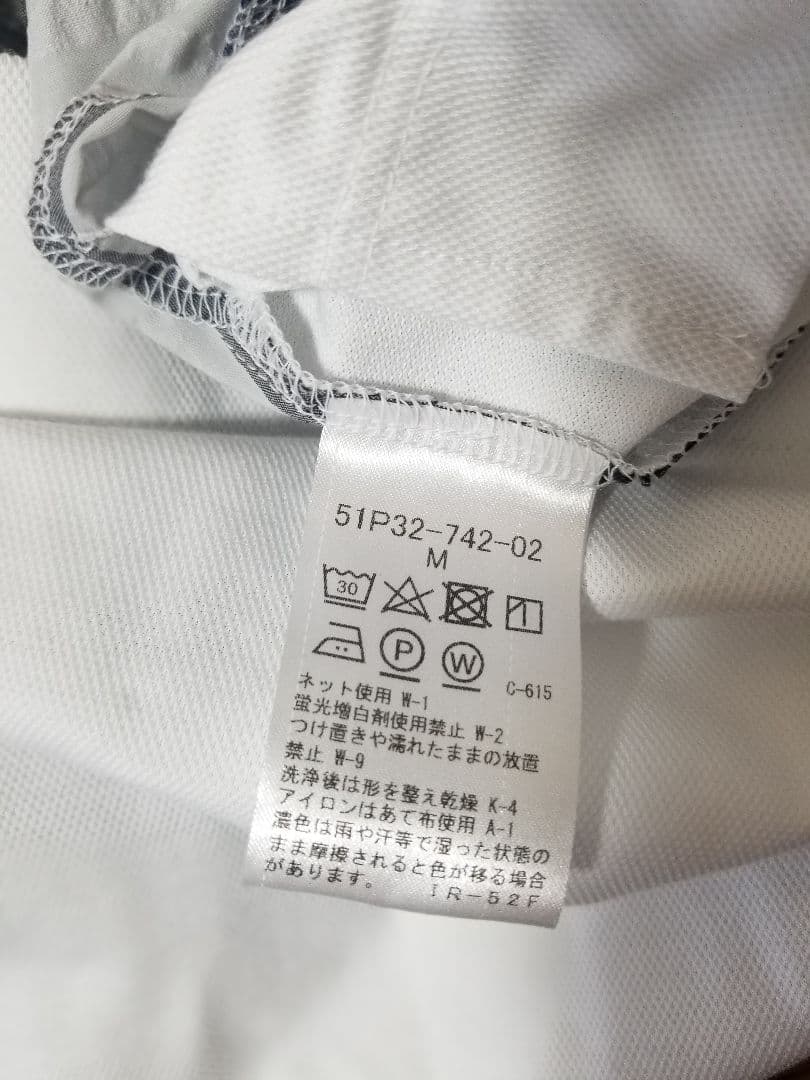 51P32-742-02
M
30
P W C-615
ネット使用 W-1
蛍光増白剤使用禁止 W-2
つけ置きや濡れたままの放置
禁止 W-9
洗浄後は形を整え乾燥 K-4
アイロンはあて布使用 A-1
濃色は雨や汗等で湿った状態の
まま摩擦されると色が移る場合
があります。 IR-52F